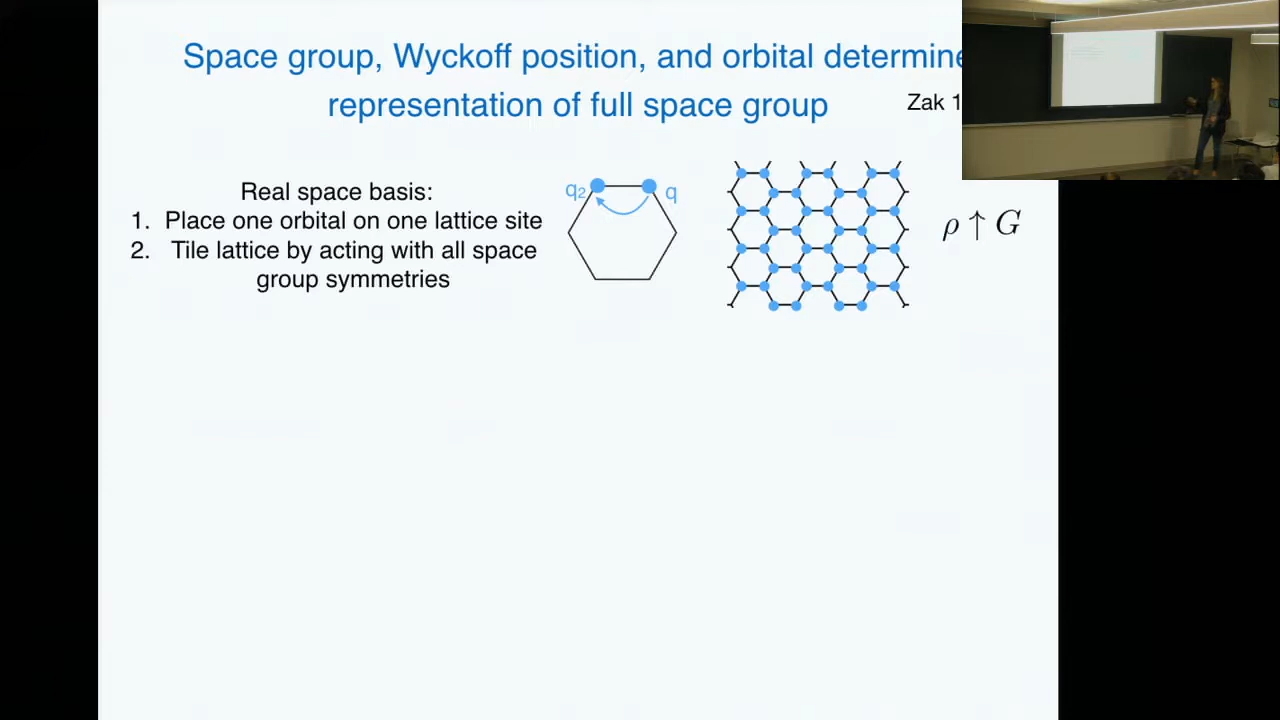 Space group, Wyckoff position, and orbital determine
representation of full space group
Zak 1
Real space basis:
1. Place one orbital on one lattice site
2. Tile lattice by acting with all space
group symmetries
q₂
q
ρ ↑ G